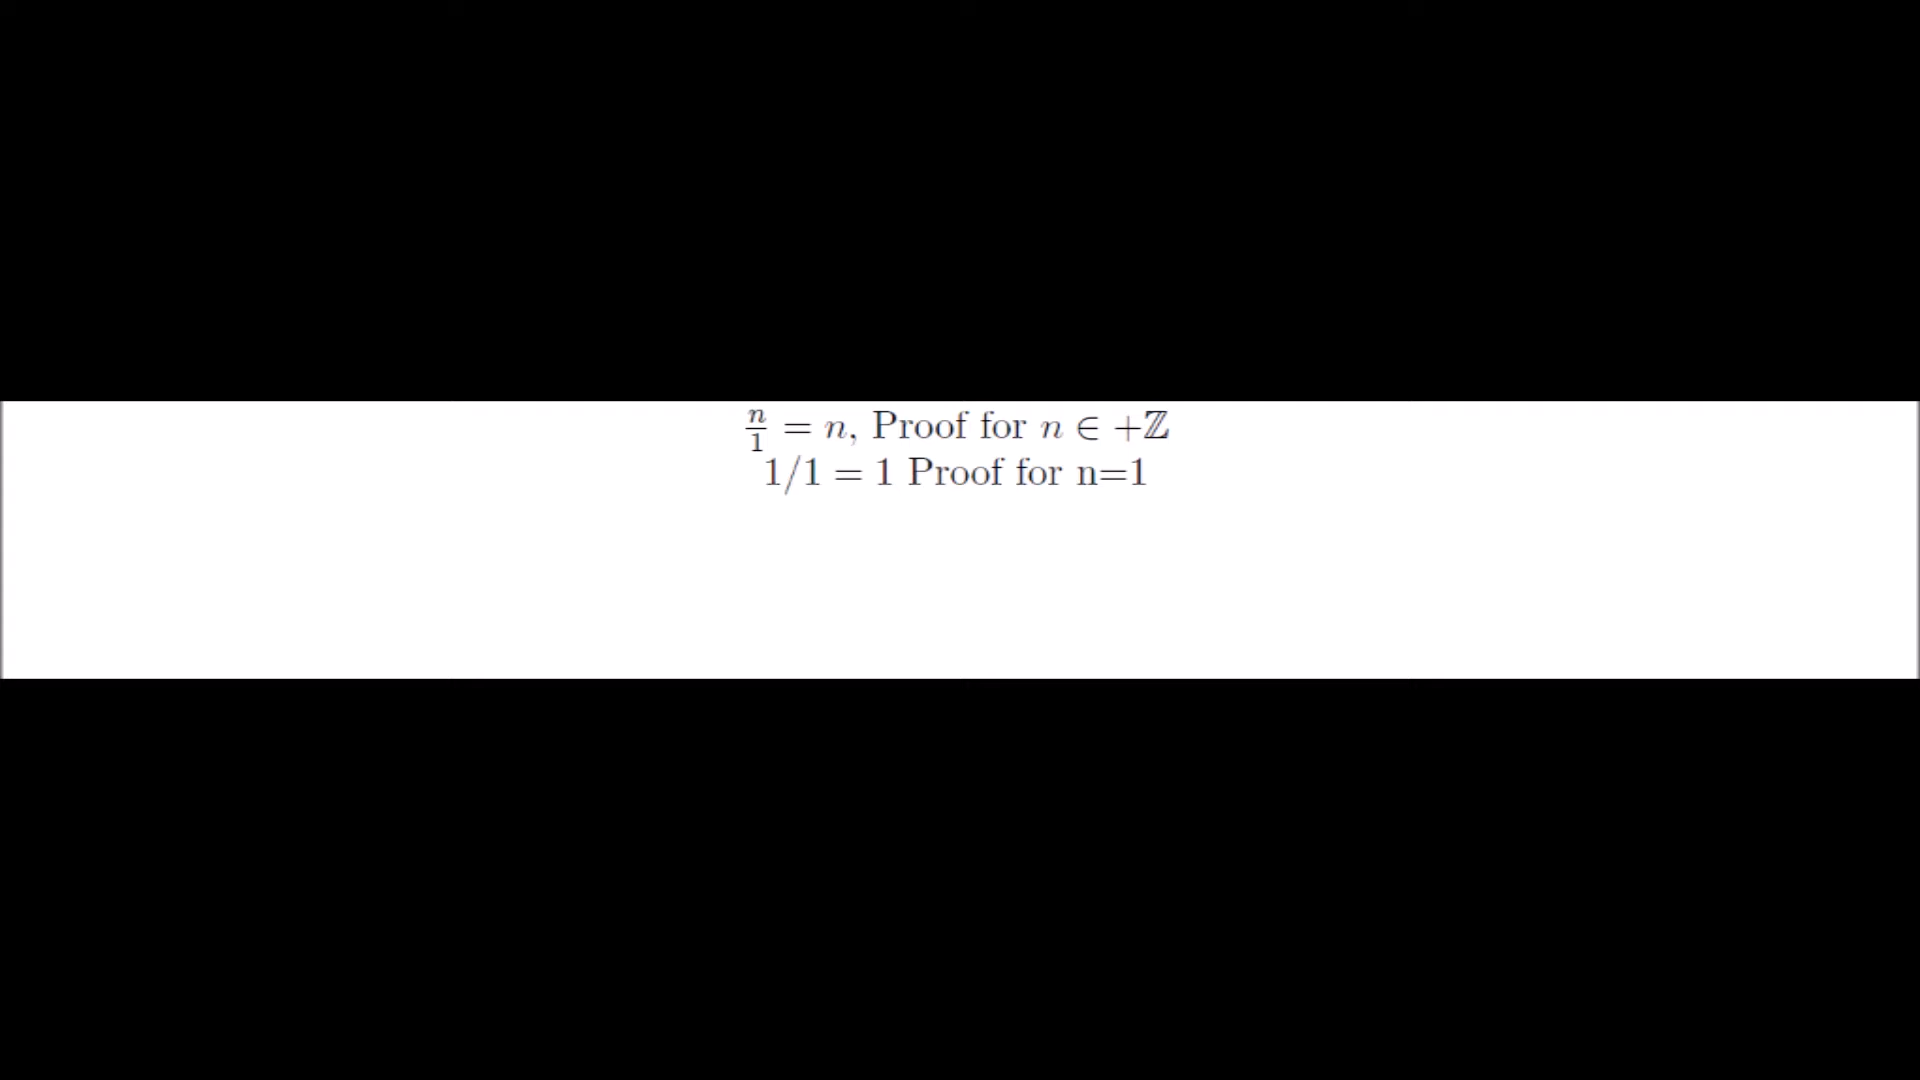 n/1 = n, Proof for n ∈ +ℤ
1/1 = 1 Proof for n=1